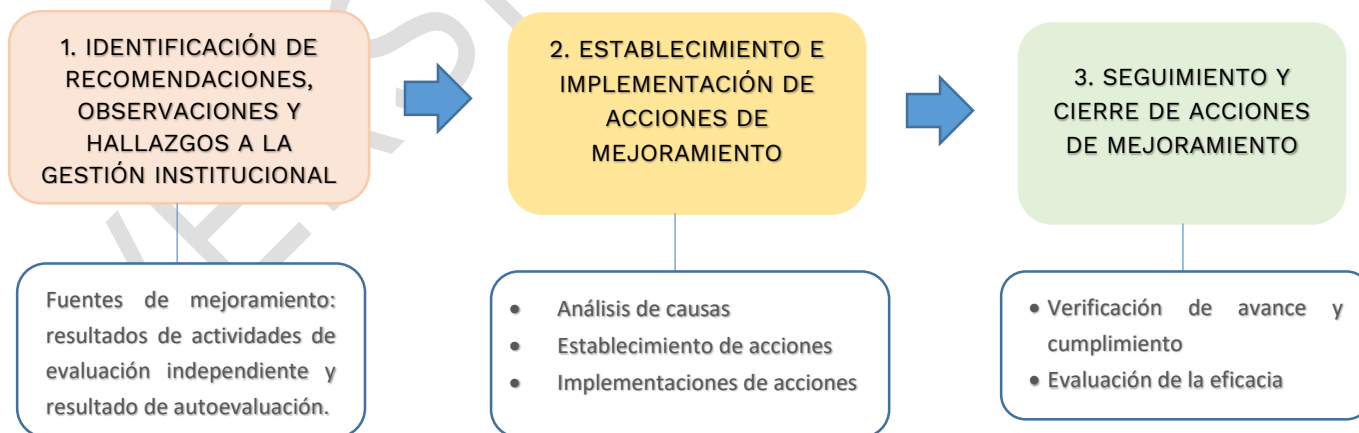 1. IDENTIFICACIÓN DE
RECOMENDACIONES,
OBSERVACIONES Y
HALLAZGOS A LA
GESTIÓN INSTITUCIONAL
2. ESTABLECIMIENTO E
IMPLEMENTACIÓN DE
ACCIONES DE
MEJORAMIENTO
3. SEGUIMIENTO Y
CIERRE DE ACCIONES
DE MEJORAMIENTO
Fuentes de mejoramiento:
resultados de actividades de
evaluación independiente y
resultado de autoevaluación.
• Análisis de causas
• Establecimiento de acciones
• Implementaciones de acciones
• Verificación de avance y
cumplimiento
• Evaluación de la eficacia